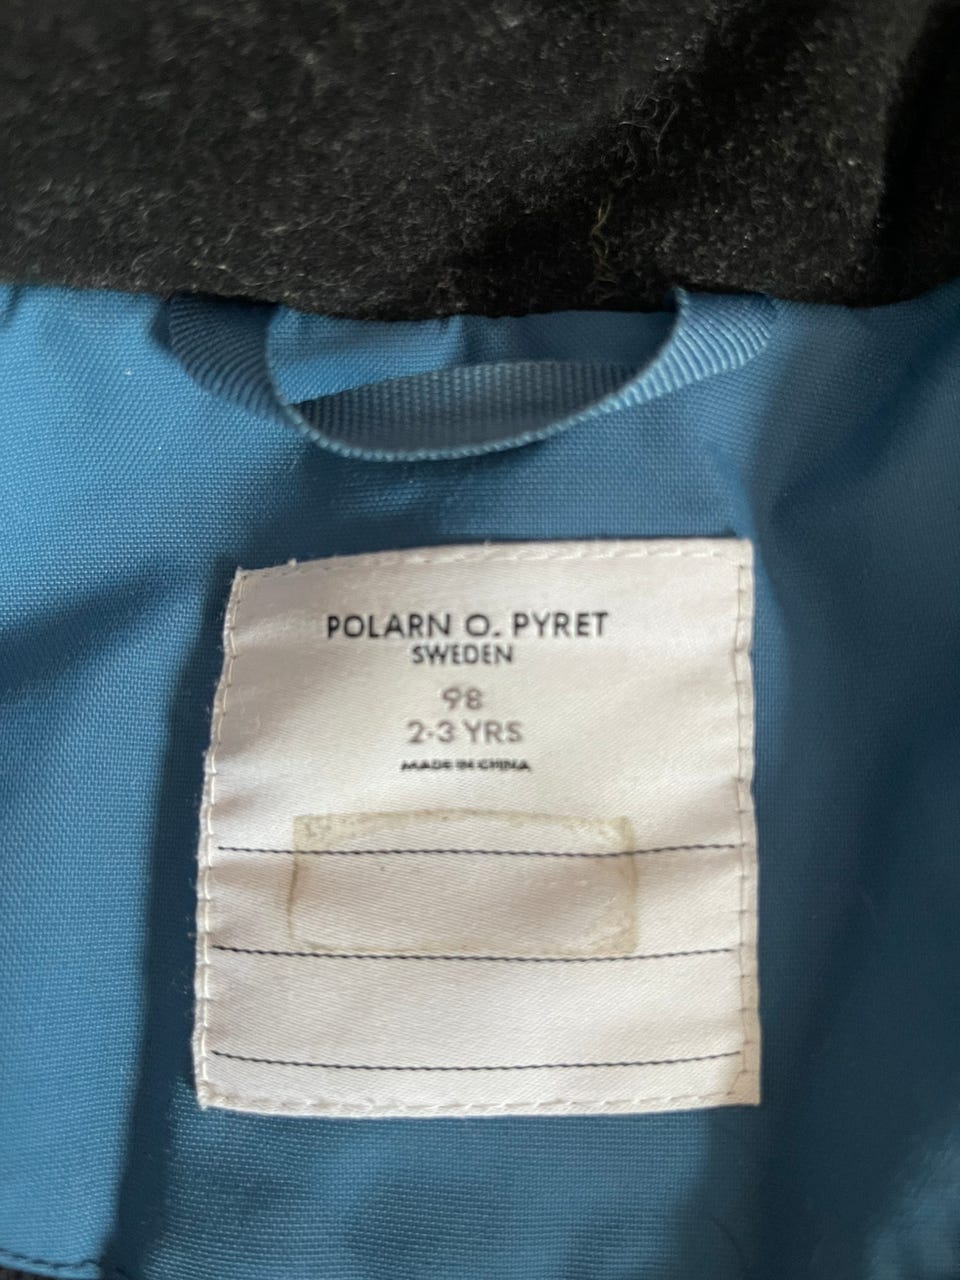 POLARN O. PYRET
SWEDEN
98
2-3 YRS
MADE IN CHINA